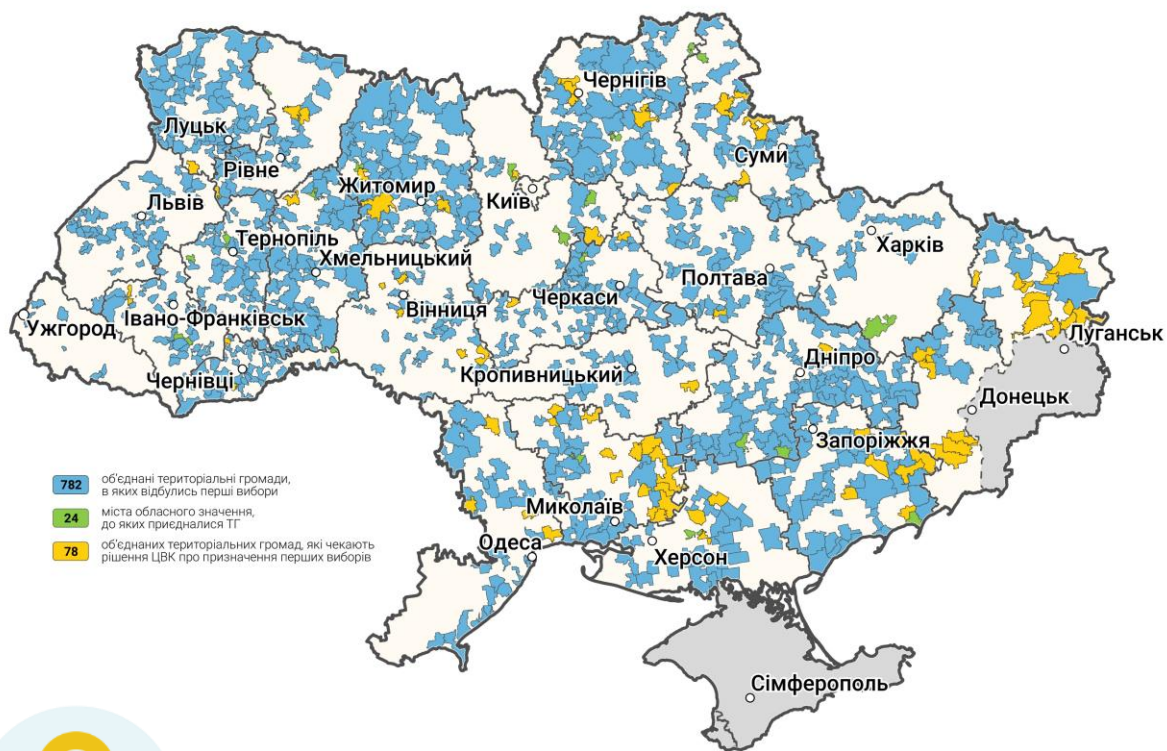 Чернігів
Луцьк
Рівне
Суми
Житомир
Київ
Львів
Харків
Тернопіль
Хмельницький
Полтава
Вінниця
Черкаси
Ужгород
Івано-Франківськ
Луганськ
Дніпро
Чернівці
Кропивницький
Донецьк
Запоріжжя
782
об'єднані територіальні громади,
в яких відбулись перші вибори
24
міста обласного значення,
до яких приєдналися ТГ
78
об'єднаних територіальних громад, які чекають
рішення ЦВК про призначення перших виборів
Миколаїв
Одеса
Херсон
Сімферополь